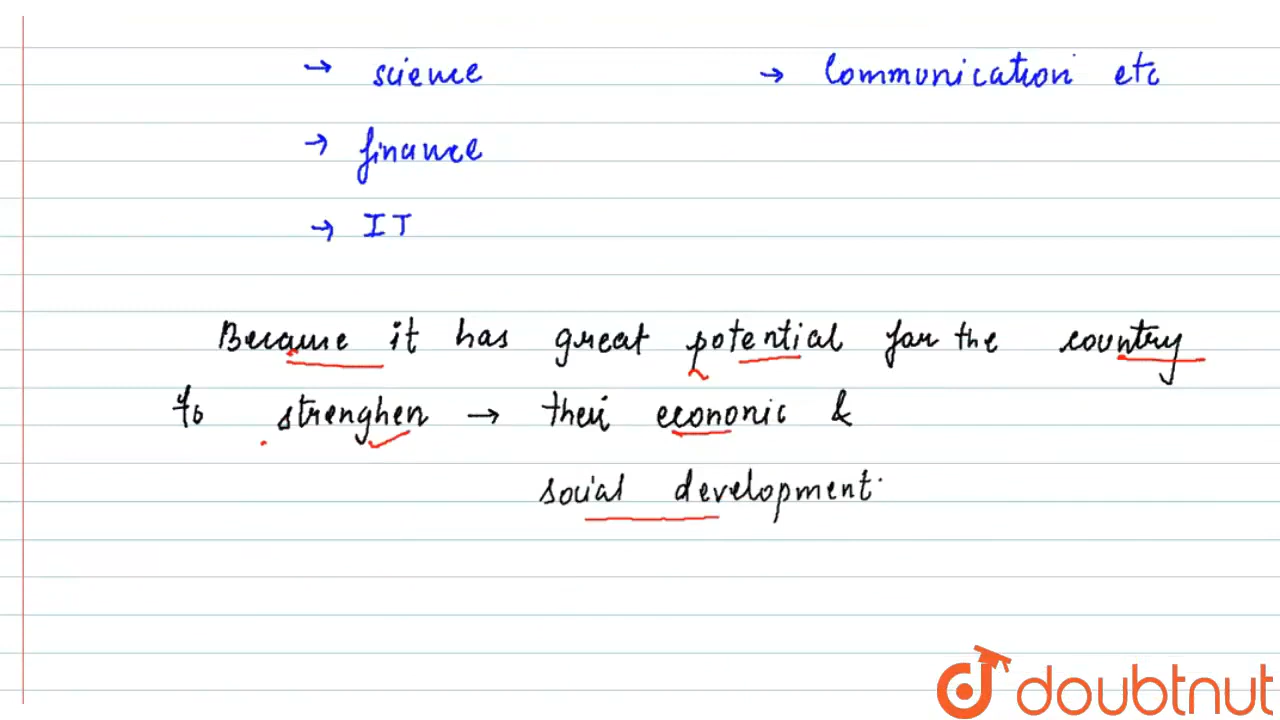 → science → Communication etc
→ finance
→ IT
Because it has great potential for the country
to strenghen → their economic &
social development.
doubtnut